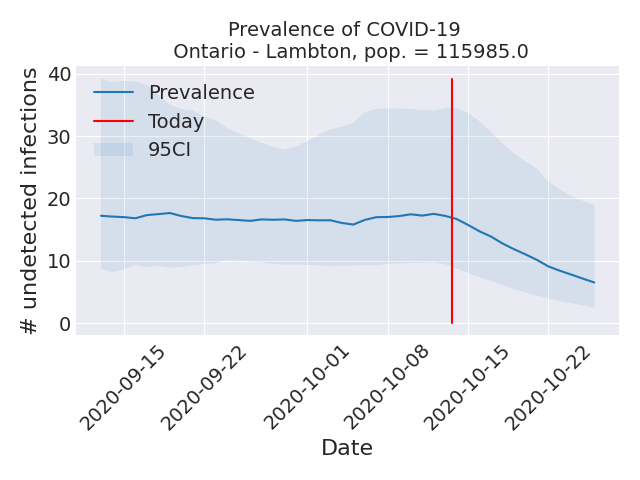 Prevalence of COVID-19
Ontario - Lambton, pop. = 115985.0
# undetected infections
40
30
20
10
0
Prevalence
Today
95CI
2020-09-15
2020-09-22
2020-10-01
2020-10-08
2020-10-15
2020-10-22
Date